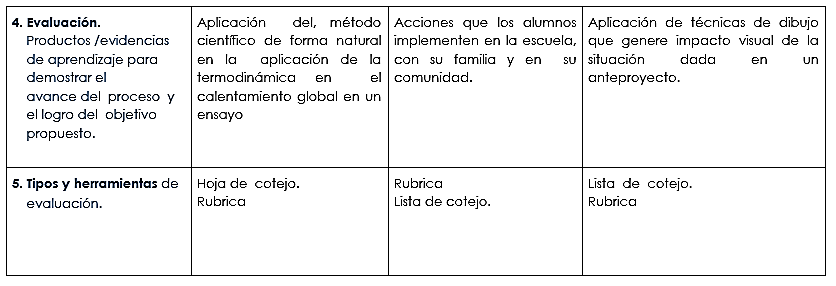 4. Evaluación.
Productos /evidencias
de aprendizaje para
demostrar el
avance del proceso y
el logro del objetivo
propuesto.
Aplicación del, método
científico de forma natural
en la aplicación de la
termodinámica en el
calentamiento global en un
ensayo
Acciones que los alumnos
implementen en la escuela,
con su familia y en su
comunidad.
Aplicación de técnicas de dibujo
que genere impacto visual de la
situación dada en un
anteproyecto.
5. Tipos y herramientas de
evaluación.
Hoja de cotejo.
Rubrica
Rubrica
Lista de cotejo.
Lista de cotejo.
Rubrica